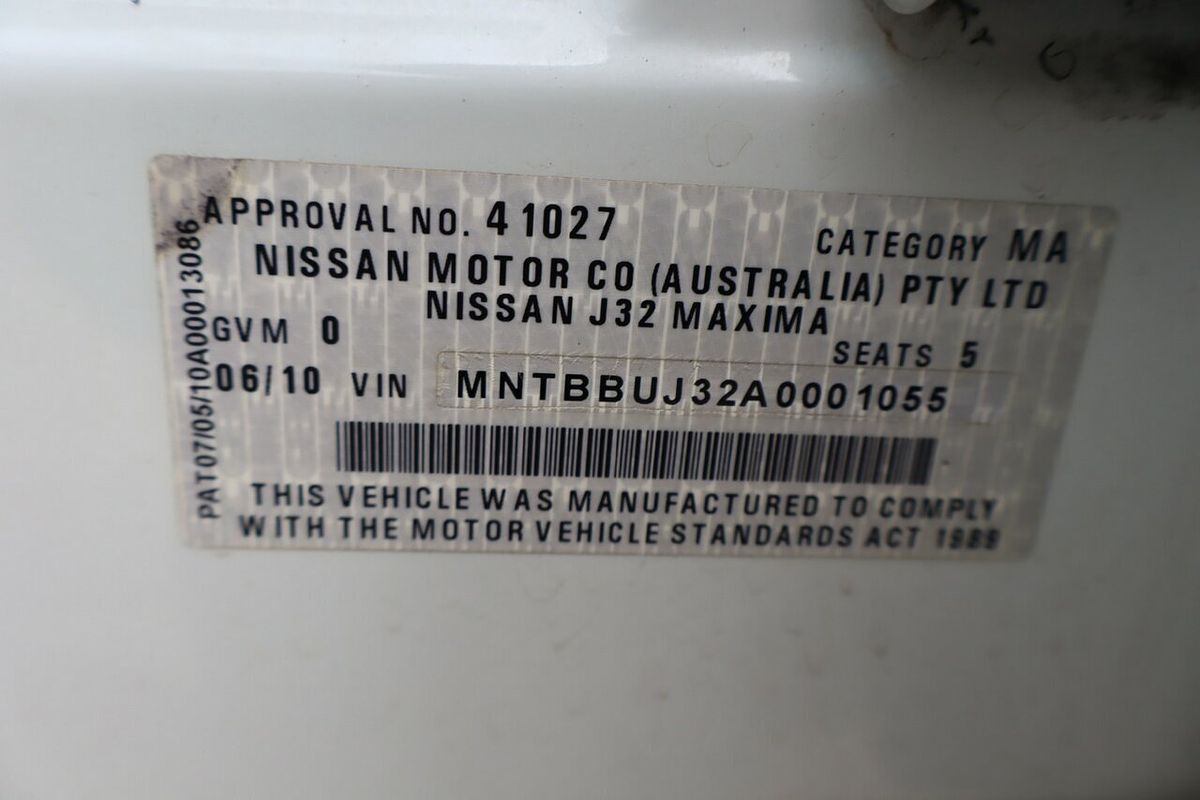 APPROVAL NO. 41027 CATEGORY MA
NISSAN MOTOR CO (AUSTRALIA) PTY LTD
NISSAN J32 MAXIMA
GVM 0 SEATS 5
06/10 VIN MNTBBUJ32A0001055
THIS VEHICLE WAS MANUFACTURED TO COMPLY
WITH THE MOTOR VEHICLE STANDARDS ACT 1989
PAT07/05/10A00013086